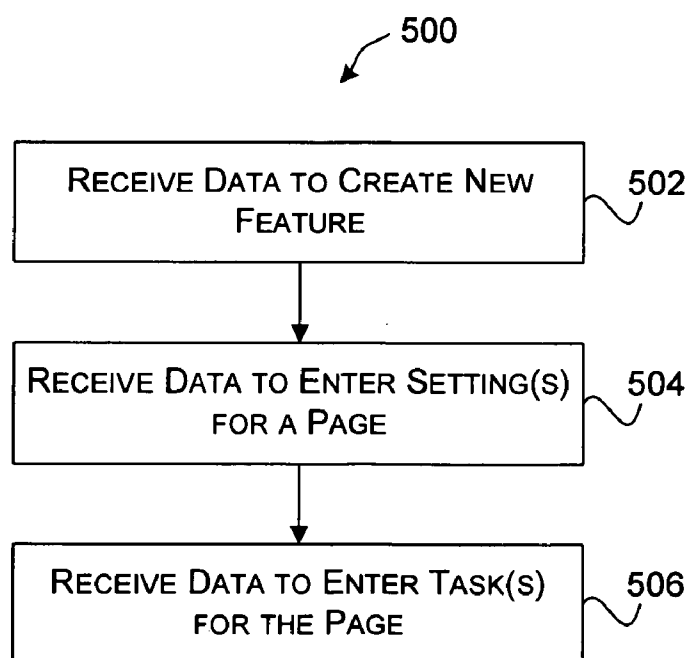 500
RECEIVE DATA TO CREATE NEW
FEATURE
502
RECEIVE DATA TO ENTER SETTING(S)
FOR A PAGE
504
RECEIVE DATA TO ENTER TASK(S)
FOR THE PAGE
506